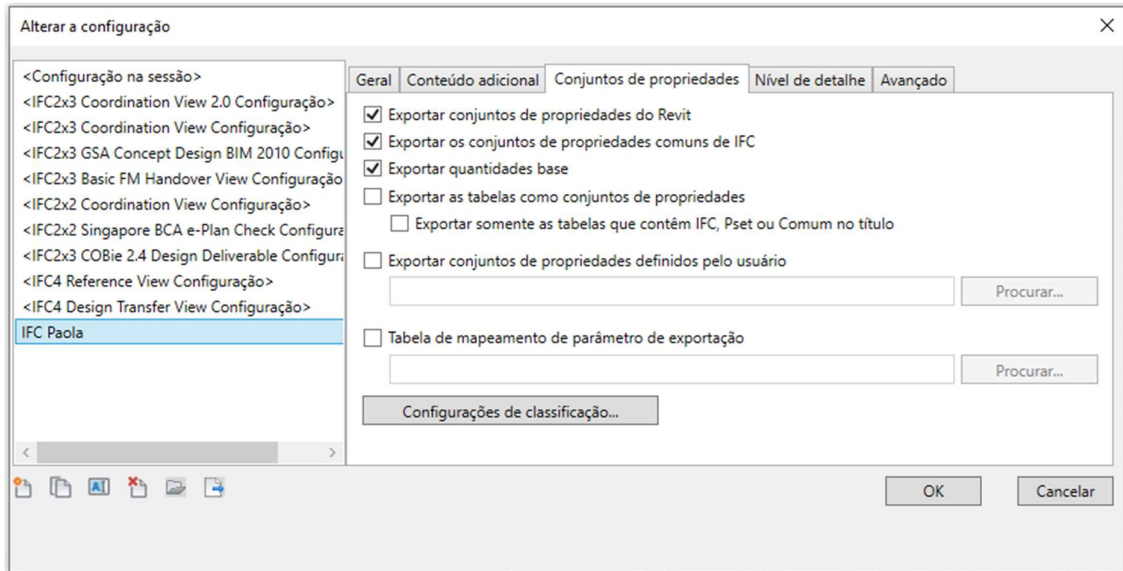 Alterar a configuração
<Configuração na sessão>
<IFC2x3 Coordination View 2.0 Configuração>
<IFC2x3 Coordination View Configuração>
<IFC2x3 GSA Concept Design BIM 2010 Configu
<IFC2x3 Basic FM Handover View Configuração
<IFC2x2 Coordination View Configuração>
<IFC2x2 Singapore BCA e-Plan Check Configura
<IFC2x3 COBie 2.4 Design Deliverable Configura
<IFC4 Reference View Configuração>
<IFC4 Design Transfer View Configuração>
IFC Paola
Geral Conteúdo adicional Conjuntos de propriedades Nível de detalhe Avançado
Exportar conjuntos de propriedades do Revit
Exportar os conjuntos de propriedades comuns de IFC
Exportar quantidades base
Exportar as tabelas como conjuntos de propriedades
Exportar somente as tabelas que contêm IFC, Pset ou Comum no título
Exportar conjuntos de propriedades definidos pelo usuário
Procurar...
Tabela de mapeamento de parâmetro de exportação
Procurar...
Configurações de classificação...
AI
OK Cancelar